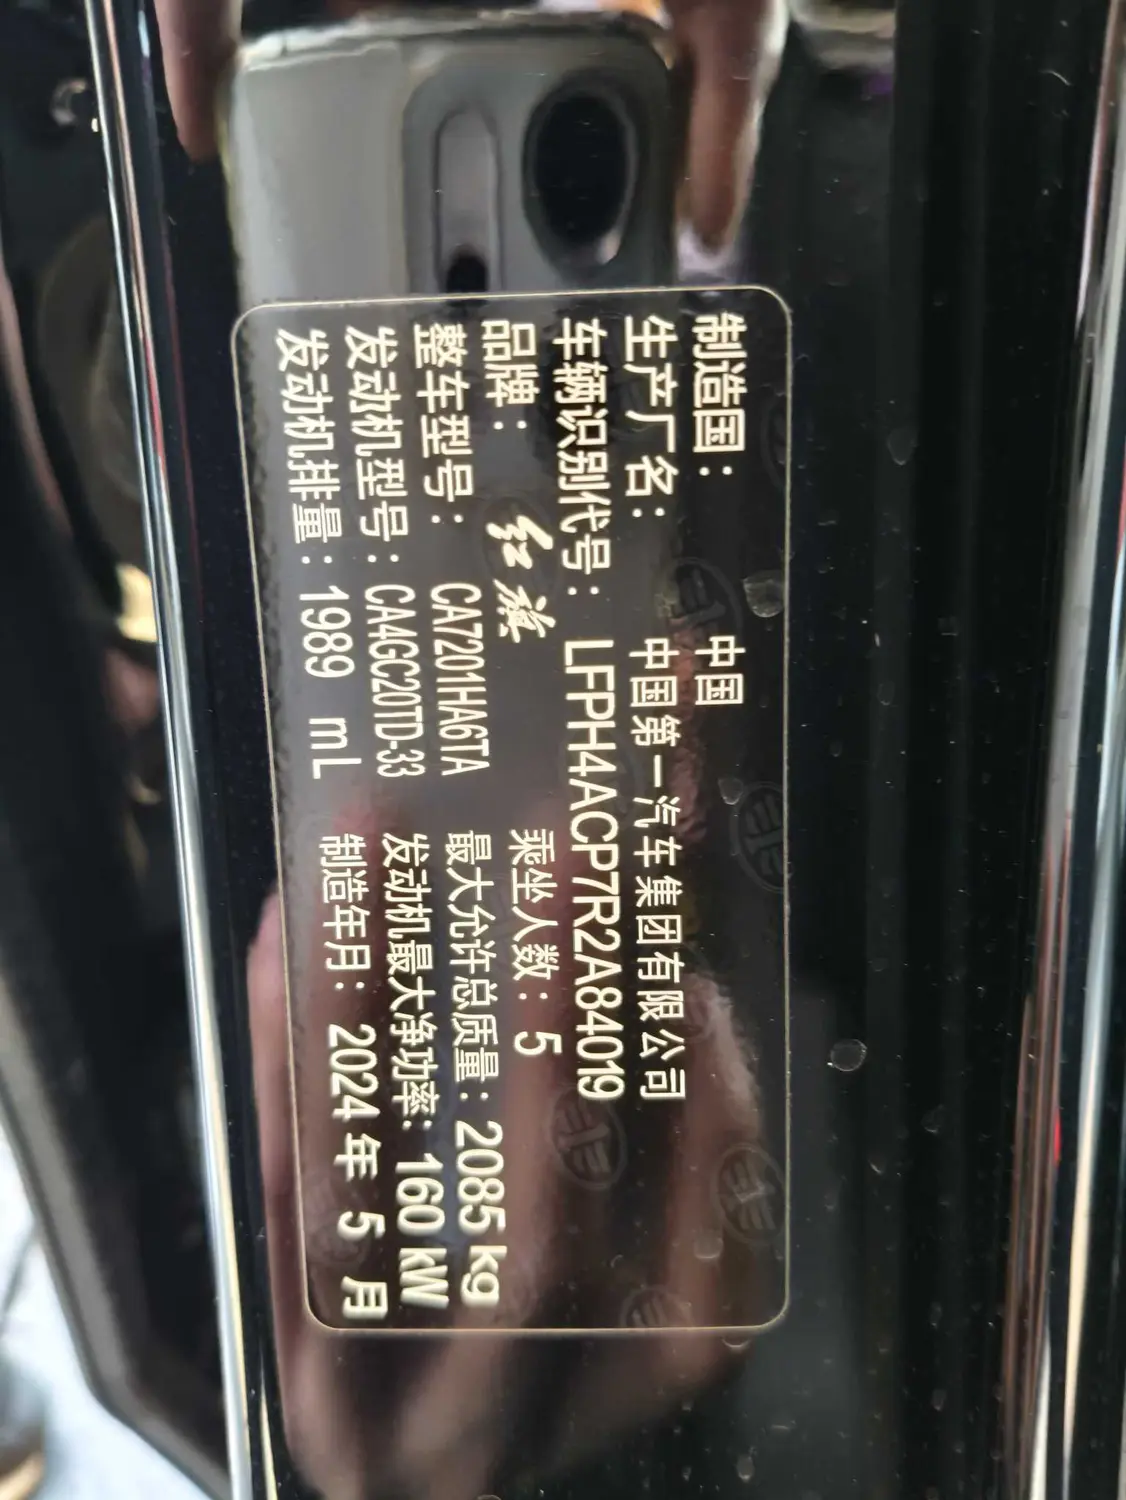 制造国： 中国
生产厂名： 中国第一汽车集团有限公司
车辆识别代号： LFPH4ACP7R2A84019
品牌： 红旗 乘坐人数：5
整车型号： CA7201HA6TA 最大允许总质量：2085 kg
发动机型号：CA4GC20TD-33 发动机最大净功率：160 kW
发动机排量：1989 mL 制造年月： 2024 年 5 月